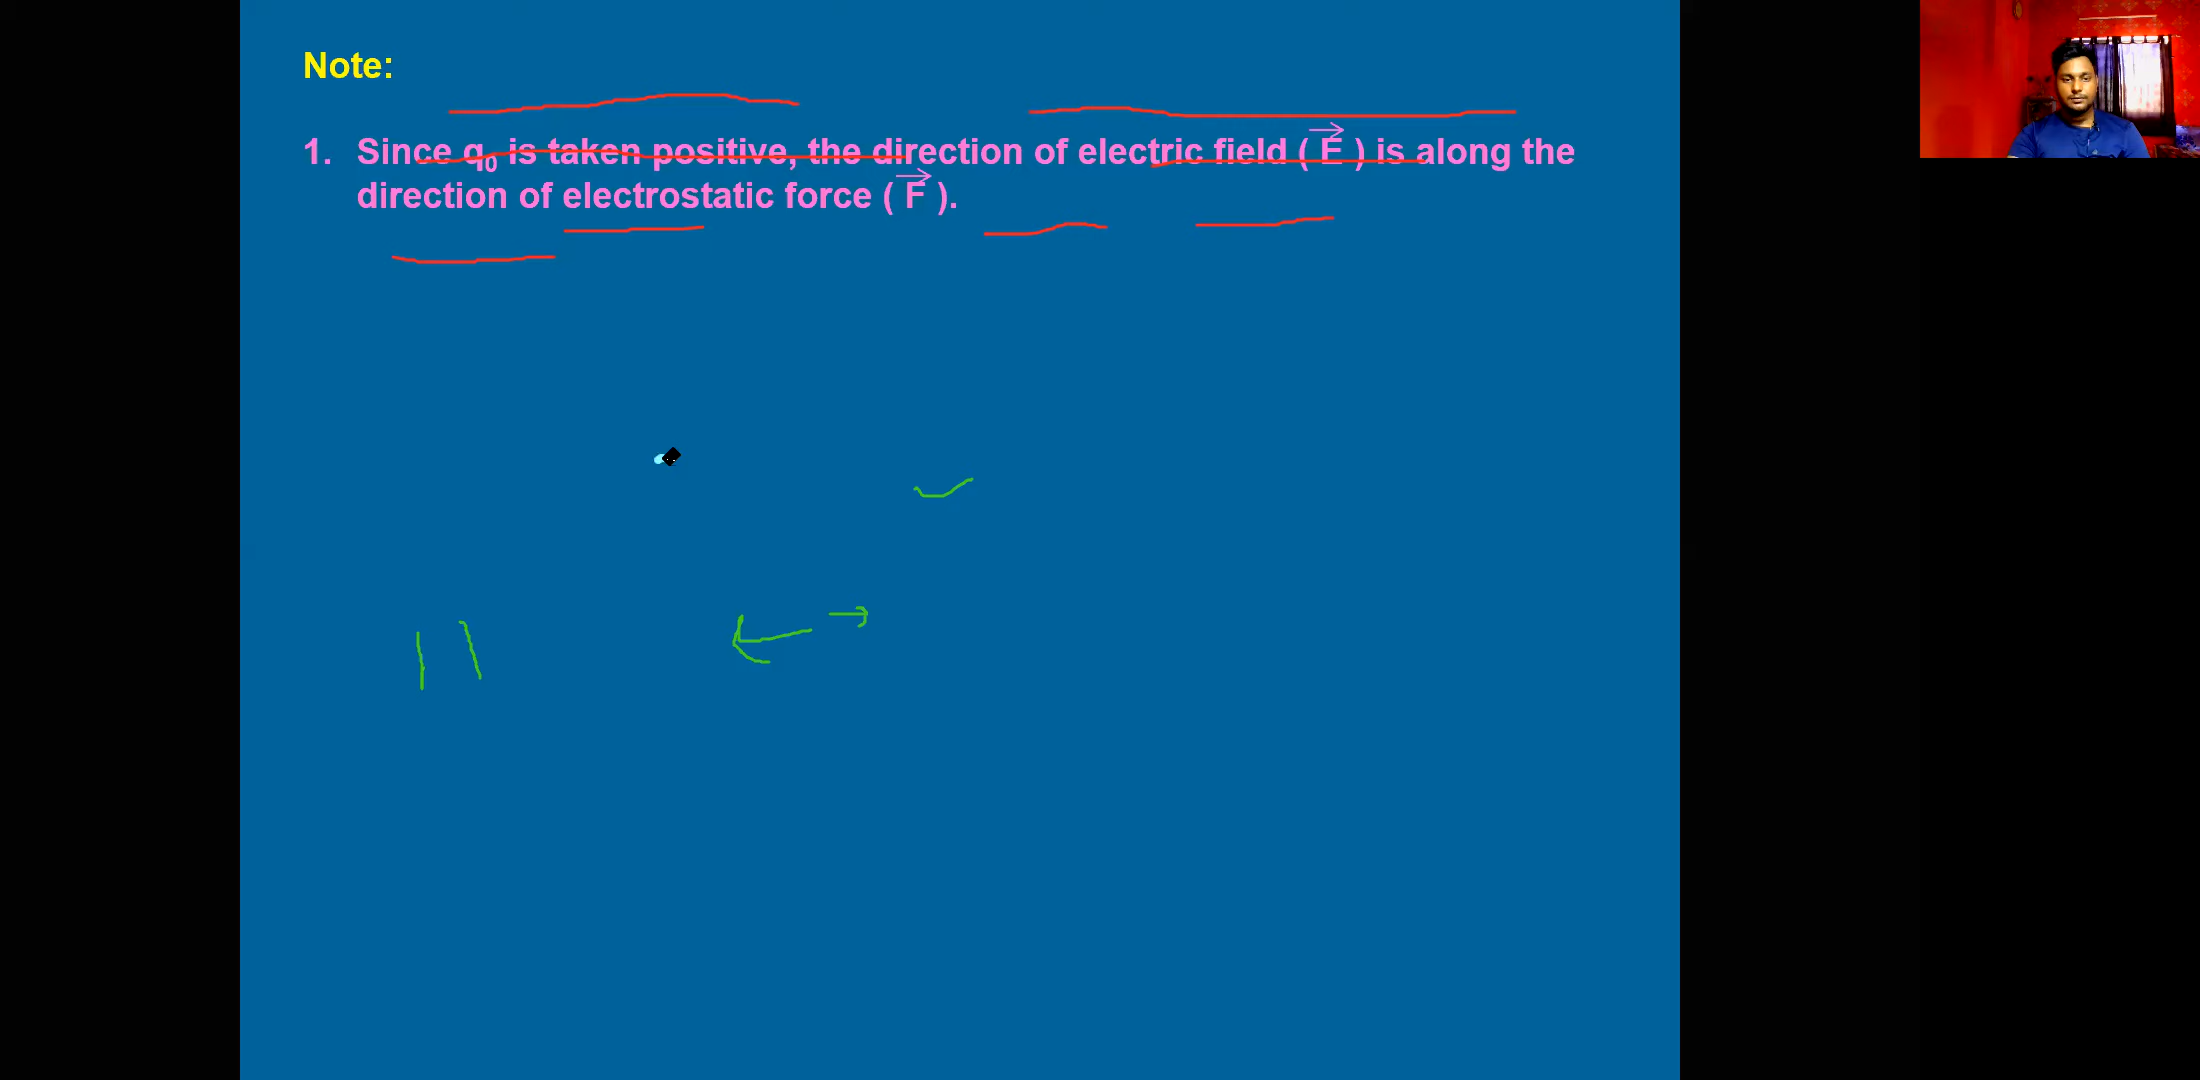 Note:
1. Since q₀ is taken positive, the direction of electric field ( E⃗ ) is along the
direction of electrostatic force ( F⃗ ).